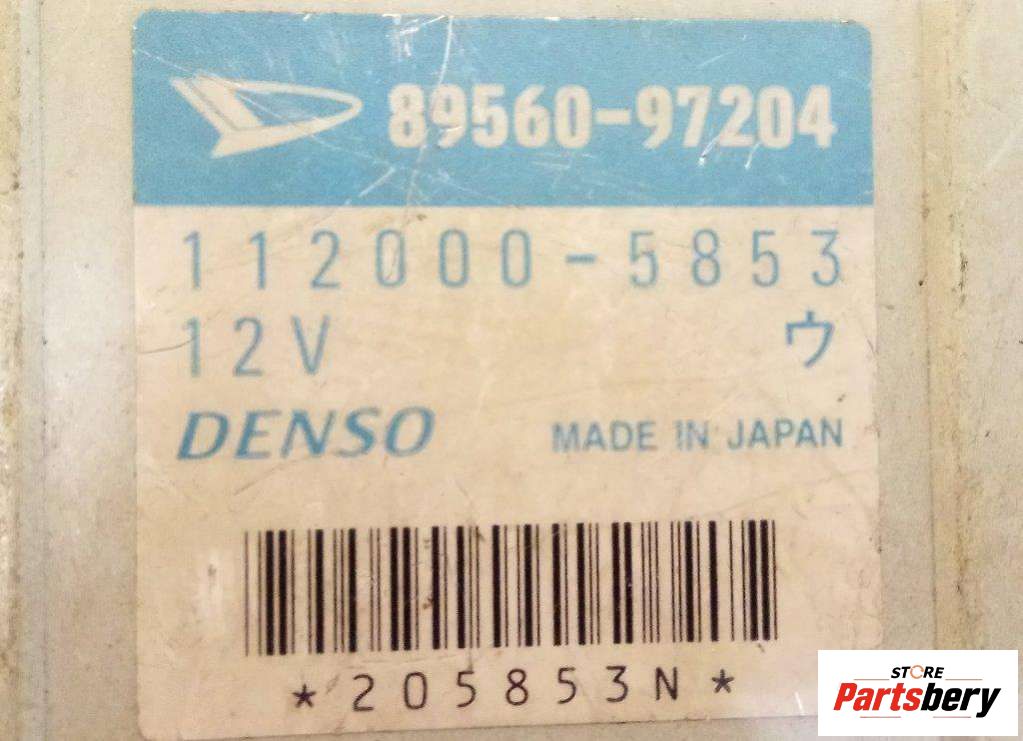 89560-97204
112000-5853
12V ウ
DENSO MADE IN JAPAN
*205853N*
STORE
Partsbery